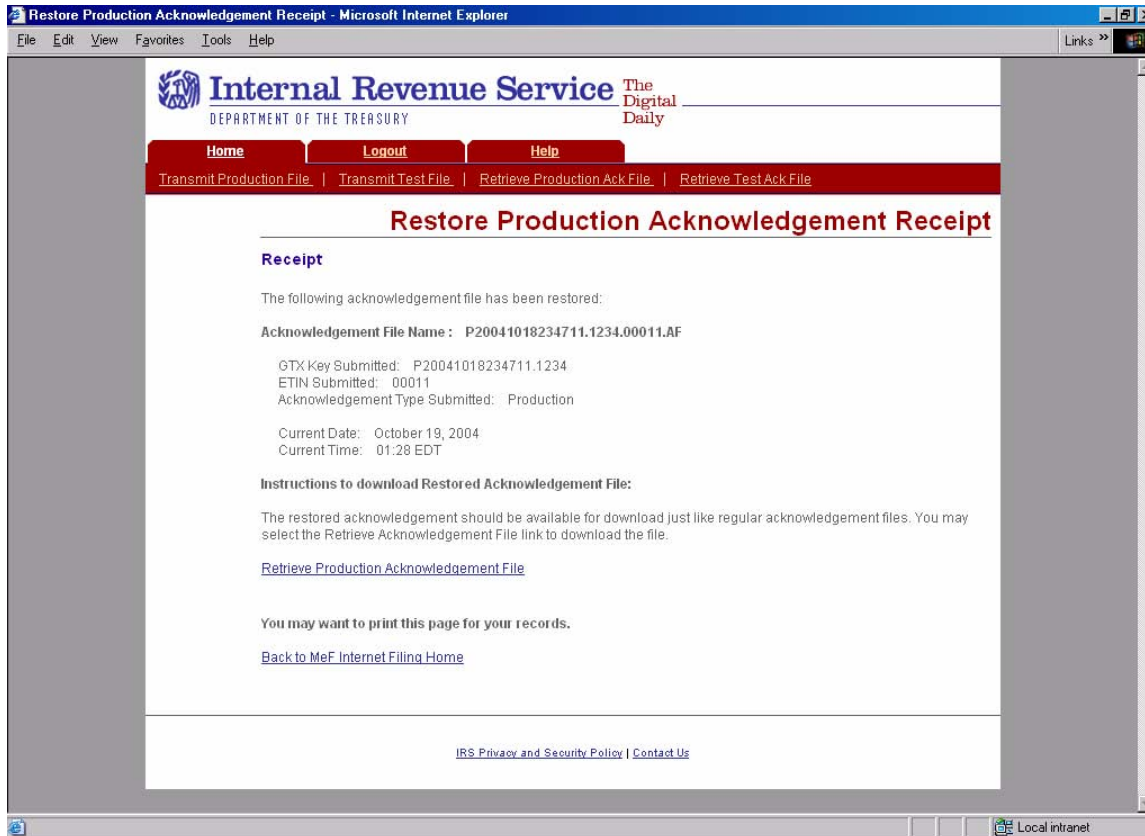 Restore Production Acknowledgement Receipt - Microsoft Internet Explorer
File Edit View Favorites Tools Help
Links »
Internal Revenue Service
DEPARTMENT OF THE TREASURY
The
Digital
Daily
Home Logout Help
Transmit Production File | Transmit Test File | Retrieve Production Ack File | Retrieve Test Ack File
Restore Production Acknowledgement Receipt
Receipt
The following acknowledgement file has been restored:
Acknowledgement File Name : P20041018234711.1234.00011.AF
GTX Key Submitted: P20041018234711.1234
ETIN Submitted: 00011
Acknowledgement Type Submitted: Production
Current Date: October 19, 2004
Current Time: 01:28 EDT
Instructions to download Restored Acknowledgement File:
The restored acknowledgement should be available for download just like regular acknowledgement files. You may
select the Retrieve Acknowledgement File link to download the file.
Retrieve Production Acknowledgement File
You may want to print this page for your records.
Back to MeF Internet Filing Home
IRS Privacy and Security Policy | Contact Us
Local intranet